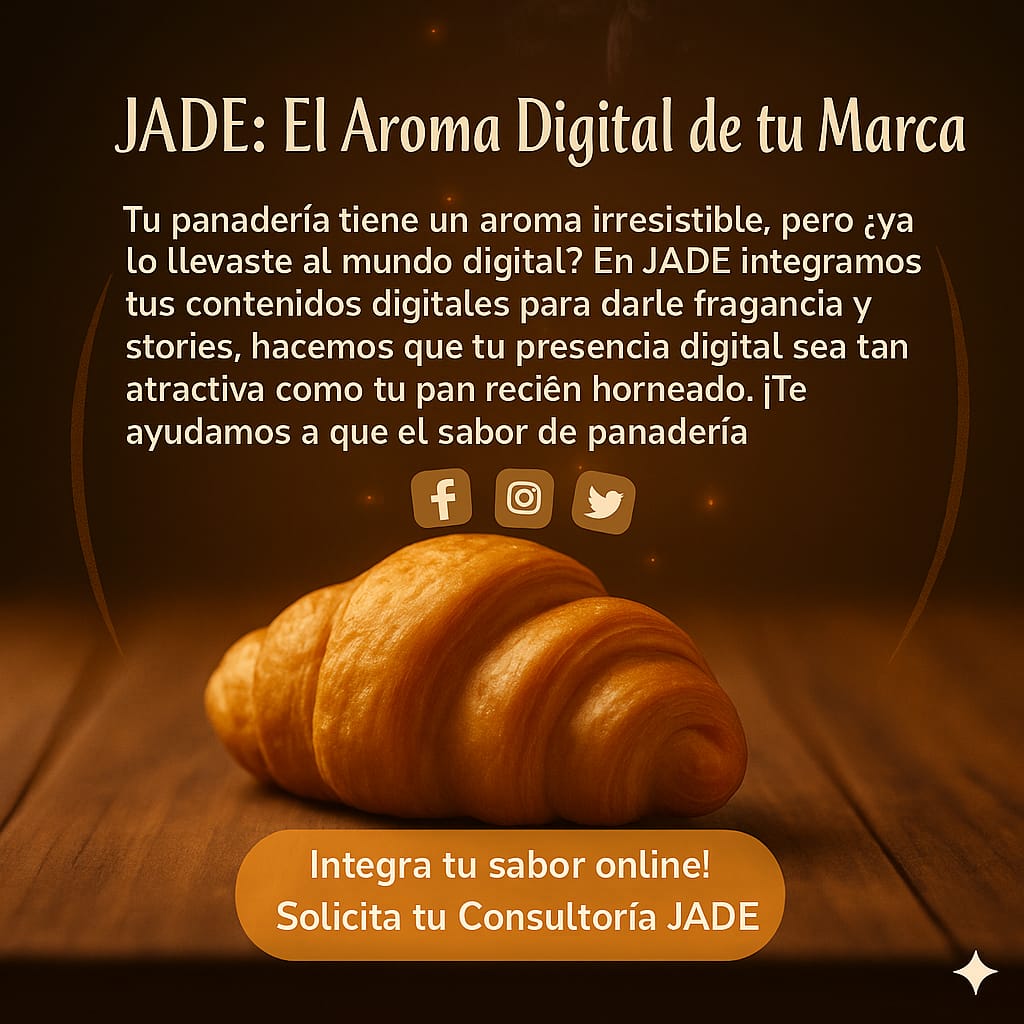 JADE: El Aroma Digital de tu Marca
Tu panadería tiene un aroma irresistible, pero ¿ya
lo llevaste al mundo digital? En JADE integramos
tus contenidos digitales para darle fragancia y
stories, hacemos que tu presencia digital sea tan
atractiva como tu pan reciên horneado. ¡Te
ayudamos a que el sabor de panadería
Integra tu sabor online!
Solicita tu Consultoría JADE